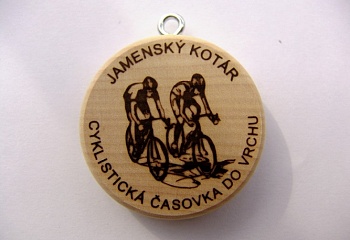 JAMENSKÝ KOTÁR
CYKLISTICKÁ ČASOVKA DO VRCHU